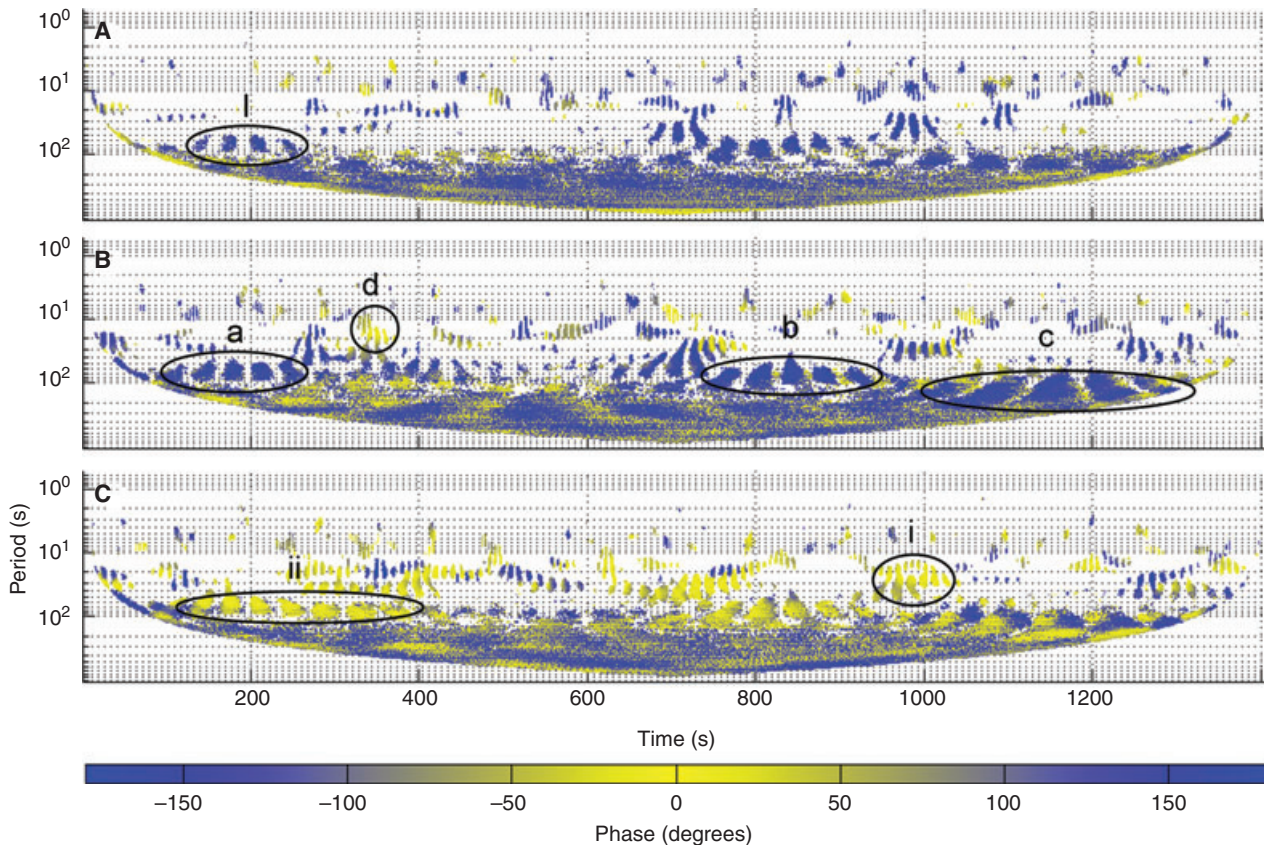 A
10⁰
10¹
10²
I
B
10⁰
10¹
10²
a
d
b
c
C
10⁰
10¹
10²
ii
i
Period (s)
200 400 600 800 1000 1200
Time (s)
−150 −100 −50 0 50 100 150
Phase (degrees)